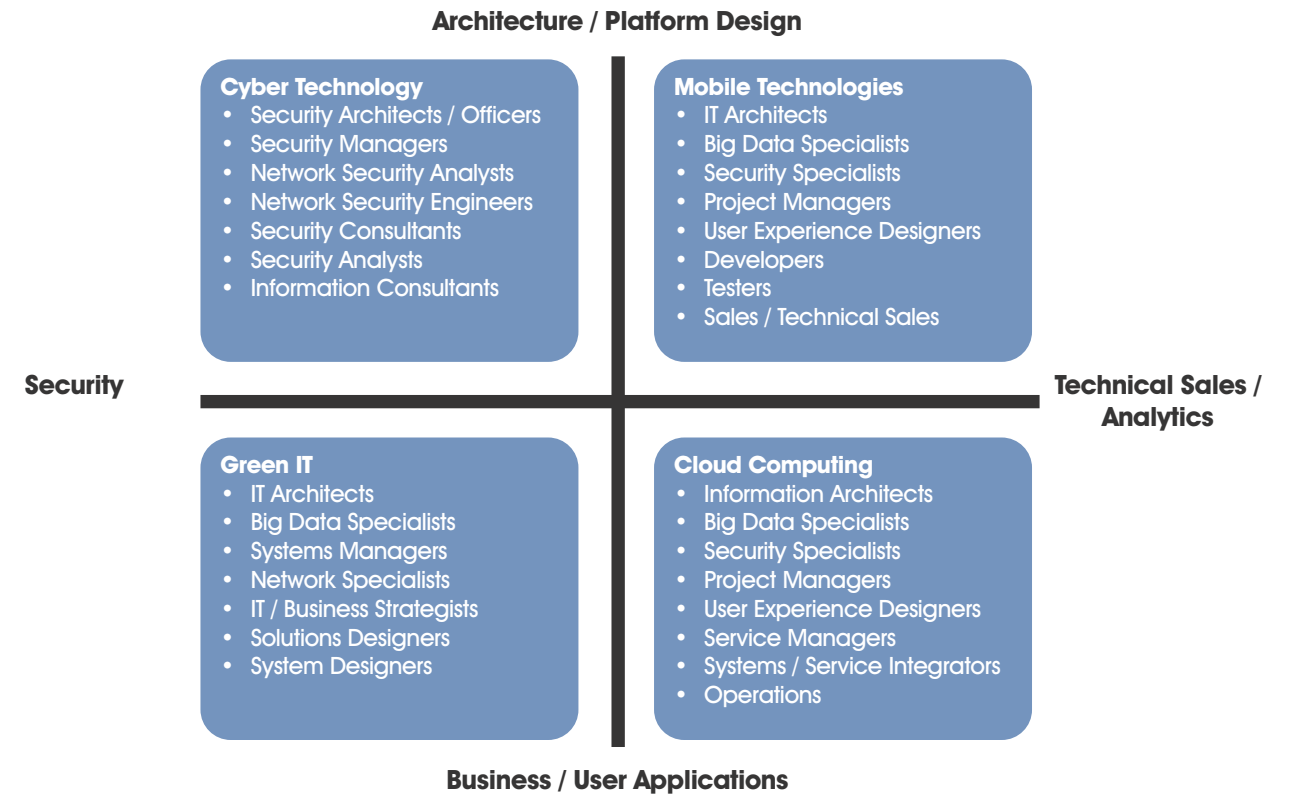 Architecture / Platform Design
Cyber Technology
• Security Architects / Officers
• Security Managers
• Network Security Analysts
• Network Security Engineers
• Security Consultants
• Security Analysts
• Information Consultants
Mobile Technologies
• IT Architects
• Big Data Specialists
• Security Specialists
• Project Managers
• User Experience Designers
• Developers
• Testers
• Sales / Technical Sales
Security
Technical Sales /
Analytics
Green IT
• IT Architects
• Big Data Specialists
• Systems Managers
• Network Specialists
• IT / Business Strategists
• Solutions Designers
• System Designers
Cloud Computing
• Information Architects
• Big Data Specialists
• Security Specialists
• Project Managers
• User Experience Designers
• Service Managers
• Systems / Service Integrators
• Operations
Business / User Applications